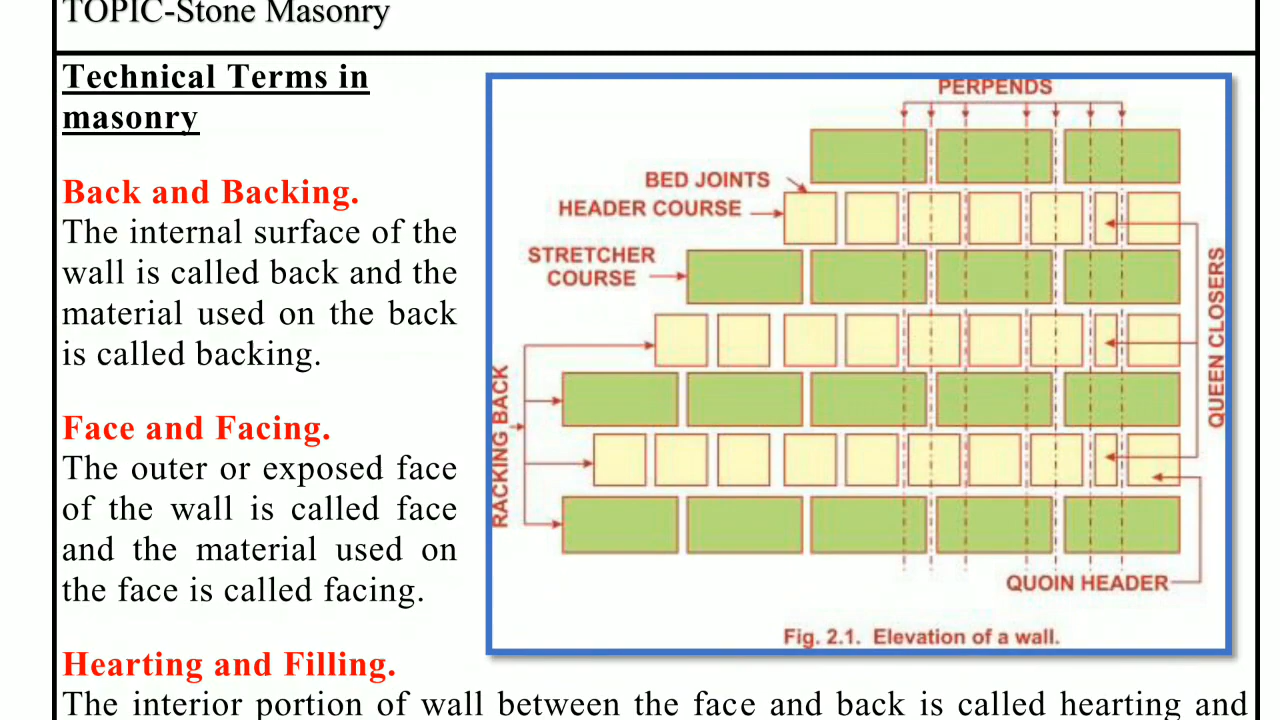 TOPIC-Stone Masonry
Technical Terms in
masonry
Back and Backing.
The internal surface of the
wall is called back and the
material used on the back
is called backing.
Face and Facing.
The outer or exposed face
of the wall is called face
and the material used on
the face is called facing.
PERPENDS
BED JOINTS
HEADER COURSE
STRETCHER
COURSE
RACKING BACK
QUEEN CLOSERS
QUOIN HEADER
Fig. 2.1. Elevation of a wall.
Hearting and Filling.
The interior portion of wall between the face and back is called hearting and